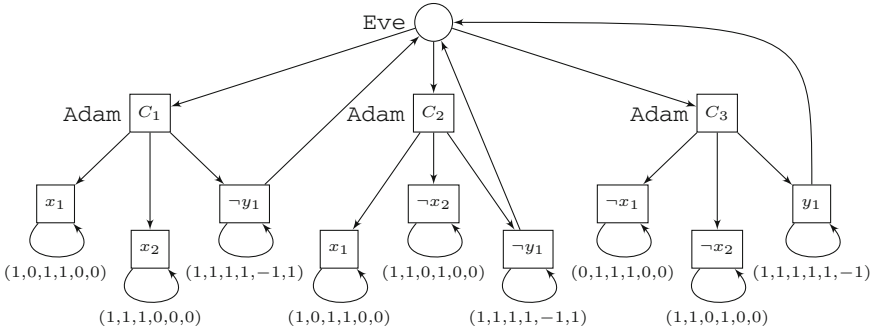 Eve
Adam C₁ Adam C₂ Adam C₃
x₁ ¬y₁ ¬x₂ ¬x₁ y₁
x₂ x₁ ¬y₁ ¬x₂
(1,0,1,1,0,0) (1,1,1,1,−1,1) (1,1,0,1,0,0) (0,1,1,1,0,0) (1,1,1,1,1,−1)
(1,1,1,0,0,0) (1,0,1,1,0,0) (1,1,1,1,−1,1) (1,1,0,1,0,0)